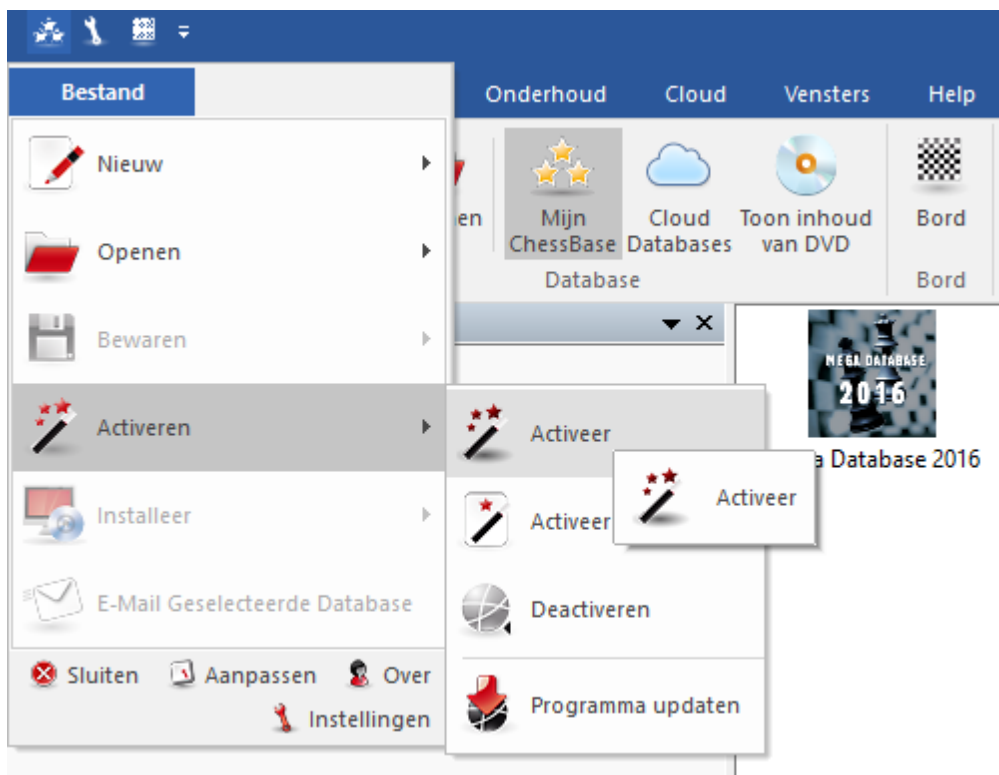 Bestand
Onderhoud
Cloud
Vensters
Help
Nieuw
Openen
Bewaren
Activeren
Installeer
E-Mail Geselecteerde Database
Sluiten
Aanpassen
Over
Instellingen
en
Mijn
ChessBase
Cloud
Databases
Toon inhoud
van DVD
Bord
Database
Bord
MEGA DATABASE
2016
a Database 2016
Activeer
Activeer
Activeer
Deactiveren
Programma updaten